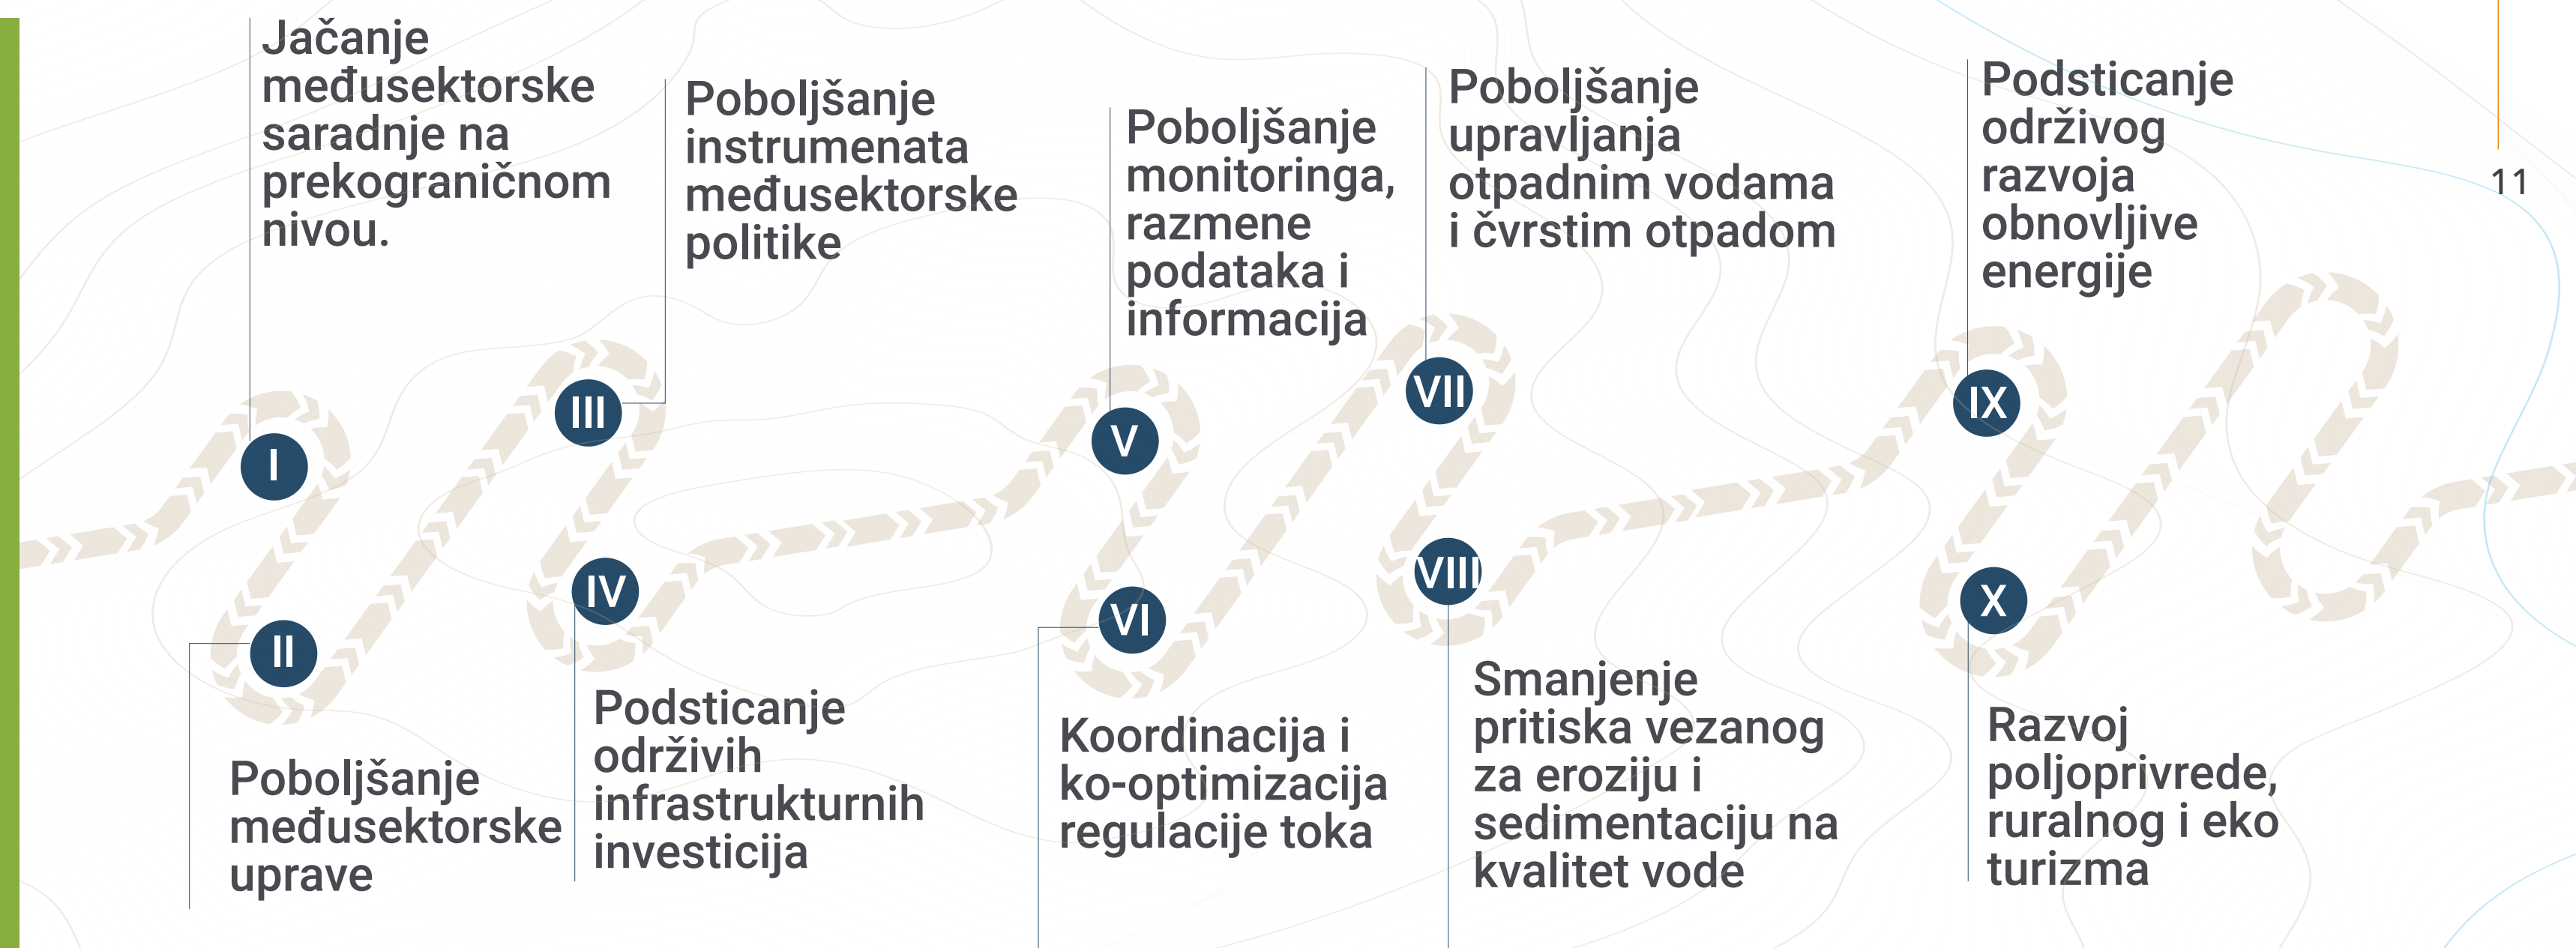 I
Jačanje
međusektorske
saradnje na
prekograničnom
nivou.
II
Poboljšanje
međusektorske
uprave
III
Poboljšanje
instrumenata
međusektorske
politike
IV
Podsticanje
održivih
infrastrukturnih
investicija
V
Poboljšanje
monitoringa,
razmene
podataka i
informacija
VI
Koordinacija i
ko-optimizacija
regulacije toka
VII
Poboljšanje
upravljanja
otpadnim vodama
i čvrstim otpadom
VIII
Smanjenje
pritiska vezanog
za eroziju i
sedimentaciju na
kvalitet vode
IX
Podsticanje
održivog
razvoja
obnovljive
energije
X
Razvoj
poljoprivrede,
ruralnog i eko
turizma
11